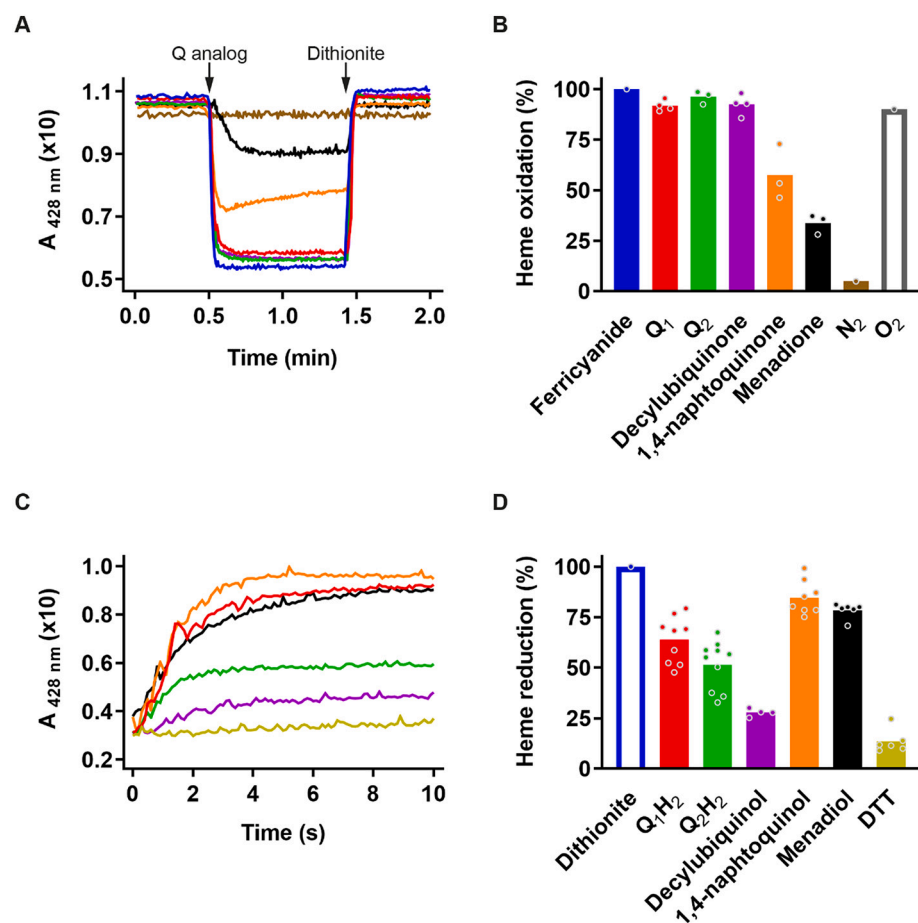 A
Q analog
Dithionite
1.1
0.9
0.7
0.5
A 428 nm (x10)
0.0
0.5
1.0
1.5
2.0
Time (min)
B
100
75
50
25
0
Heme oxidation (%)
Ferricyanide
Q1
Q2
Decylubiquinone
1,4-naphtoquinone
Menadione
N2
O2
C
1.0
0.8
0.6
0.4
0.2
A 428 nm (x10)
0
2
4
6
8
10
Time (s)
D
100
75
50
25
0
Heme reduction (%)
Dithionite
Q1H2
Q2H2
Decylubiquinol
1,4-naphtoquinol
Menadiol
DTT